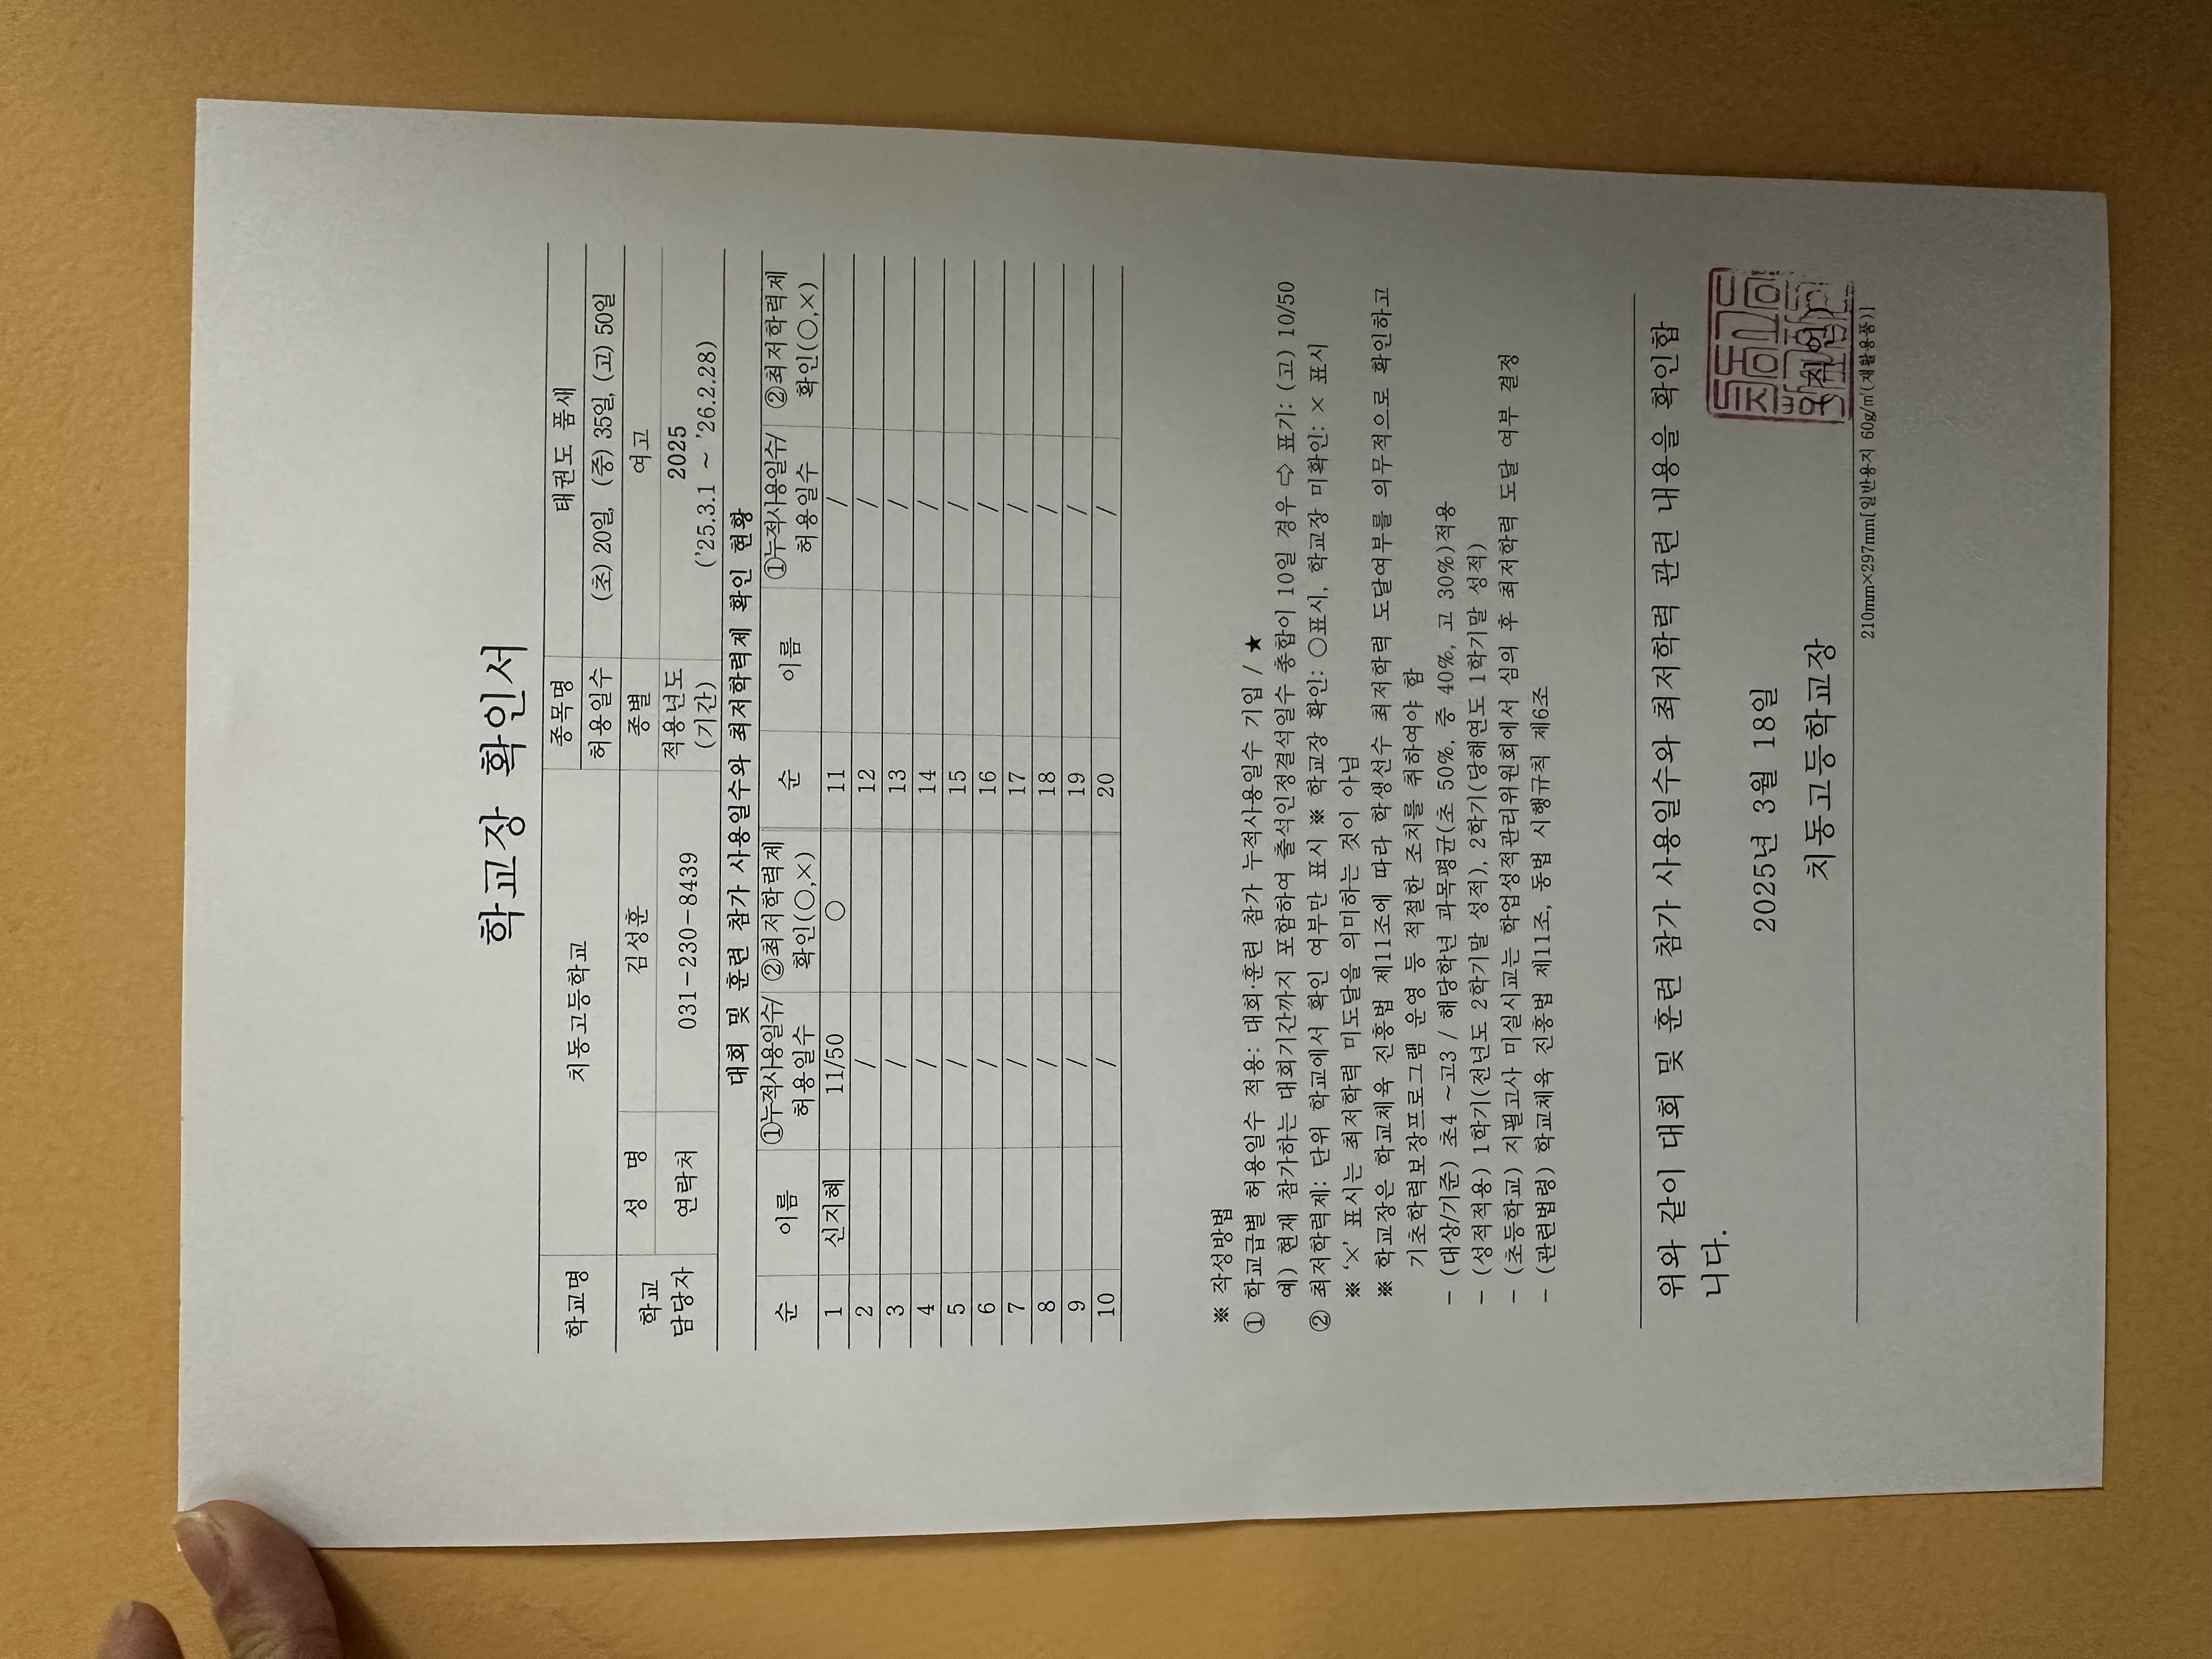 학교장 확인서
학교명 치동고등학교 종목명 태권도 품새
허용일수 (초) 20일, (중) 35일, (고) 50일
학교 담당자 성 명 김성훈 종별 여고
연락처 031-230-8439 적용년도 (기간) 2025
('25.3.1 ~ '26.2.28)
대회 및 훈련 참가 사용일수와 최저학력제 확인 현황
순 이름 ①누적사용일수/ 허용일수 ②최저학력제 확인(○,×) 순 이름 ①누적사용일수/ 허용일수 ②최저학력제 확인(○,×)
1 신지혜 11/50 ○ 11 /
2 / 12 /
3 / 13 /
4 / 14 /
5 / 15 /
6 / 16 /
7 / 17 /
8 / 18 /
9 / 19 /
10 / 20 /
※ 작성방법
① 학교급별 허용일수 적용: 대회·훈련 참가 누적사용일수 기입 / ★
예) 현재 참가하는 대회기간까지 포함하여 출석인정결석일수 총합이 10일 경우 ⇨ 표기: (고) 10/50
② 최저학력제: 단위 학교에서 확인 여부만 표시 ※ 학교장 확인: ○표시, 학교장 미확인: × 표시
※ '×' 표시는 최저학력 미도달을 의미하는 것이 아님
※ 학교장은 학교체육 진흥법 제11조에 따라 학생선수 최저학력 도달여부를 의무적으로 확인하고
기초학력보장프로그램 운영 등 적절한 조치를 취하여야 함
- (대상/기준) 초4 ~고3 / 해당학년 과목평균(초 50%, 중 40%, 고 30%)적용
- (성적적용) 1학기(전년도 2학기말 성적), 2학기(당해연도 1학기말 성적)
- (초등학교) 지필고사 미실시교는 학업성적관리위원회에서 심의 후 최저학력 도달 여부 결정
- (관련법령) 학교체육 진흥법 제11조, 동법 시행규칙 제6조
위와 같이 대회 및 훈련 참가 사용일수와 최저학력 관련 내용을 확인합
니다.
2025년 3월 18일
치동고등학교장 (직인)
210mm×297mm[일반용지 60g/㎡(재활용품)]